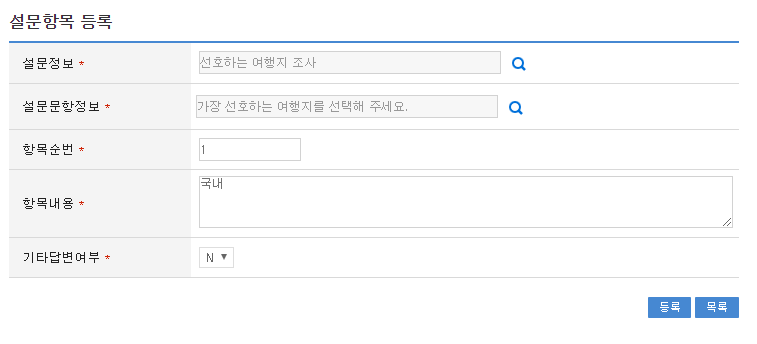 설문항목 등록
설문정보 * 선호하는 여행지 조사
설문문항정보 * 가장 선호하는 여행지를 선택해 주세요.
항목순번 * 1
항목내용 * 국내
기타답변여부 * N ▼
등록 목록